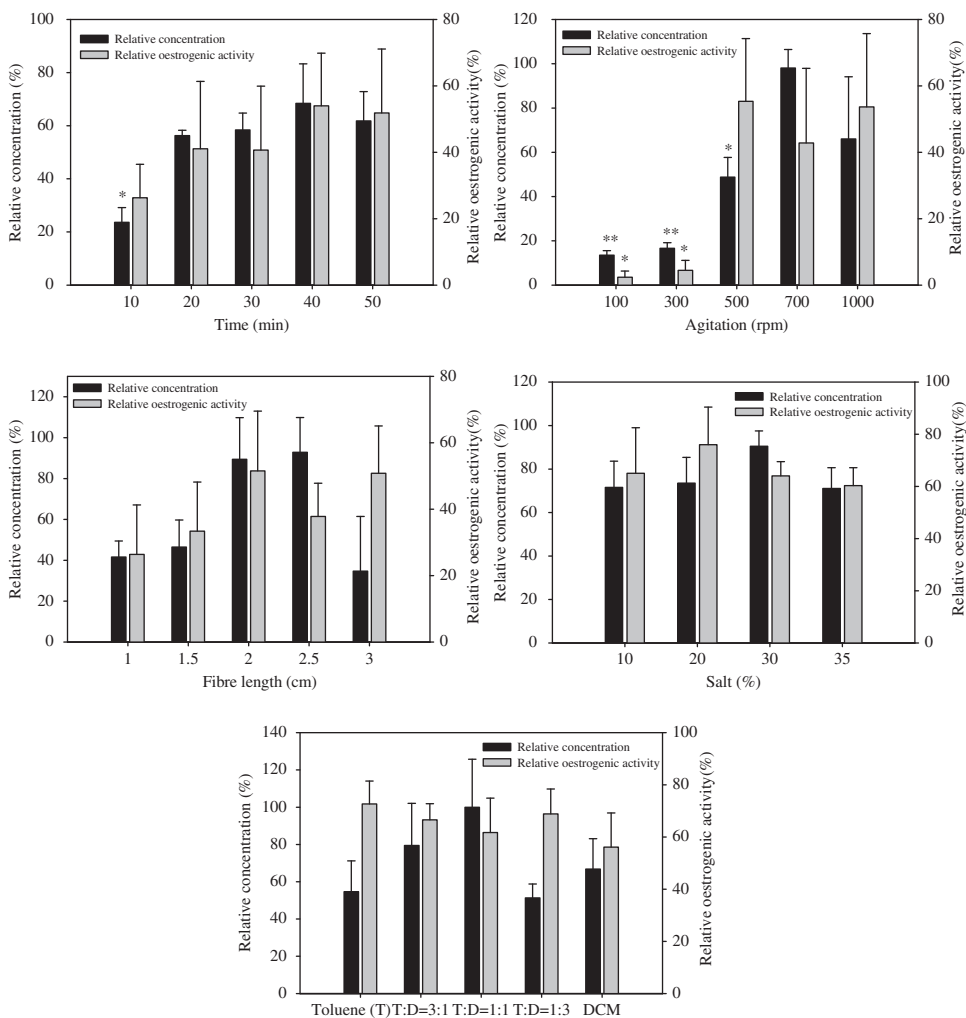 Relative concentration (%)
100
80
60
40
20
0
Relative concentration
Relative oestrogenic activity
*
80
60
40
20
0
Relative oestrogenic activity(%)
10 20 30 40 50
Time (min)
Relative concentration (%)
120
100
80
60
40
20
0
Relative concentration
Relative oestrogenic activity
**
*
**
*
*
80
60
40
20
0
Relative oestrogenic activity(%)
100 300 500 700 1000
Agitation (rpm)
Relative concentration (%)
120
100
80
60
40
20
0
Relative concentration
Relative oestrogenic activity
80
60
40
20
0
Relative oestrogenic activity(%)
1 1.5 2 2.5 3
Fibre length (cm)
Relative concentration (%)
120
100
80
60
40
20
0
Relative concentration
Relative oestrogenic activity
100
80
60
40
20
0
Relative oestrogenic activity(%)
10 20 30 35
Salt (%)
Relative concentration (%)
140
120
100
80
60
40
20
0
Relative concentration
Relative oestrogenic activity
100
80
60
40
20
0
Relative oestrogenic activity(%)
Toluene (T) T:D=3:1 T:D=1:1 T:D=1:3 DCM